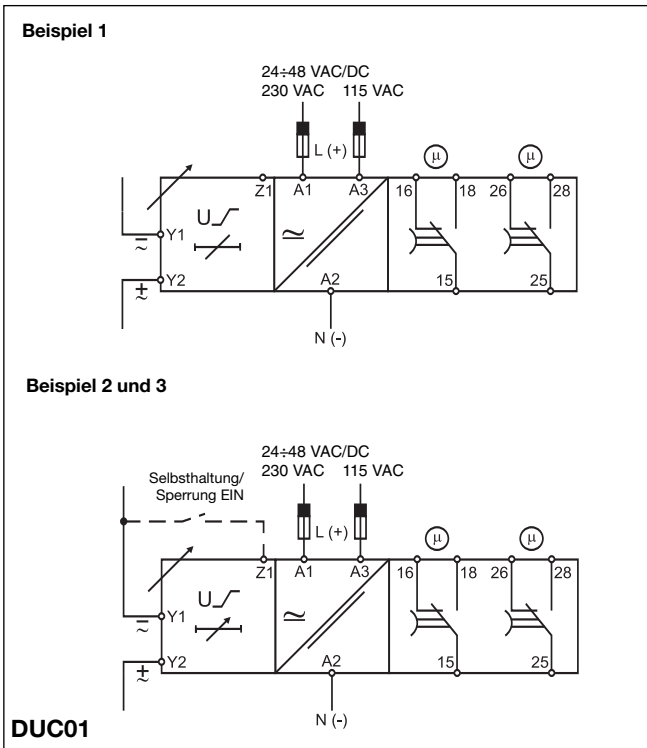 Beispiel 1
24÷48 VAC/DC
230 VAC 115 VAC
L (+)
μ μ
Z1 A1 A3 16 18 26 28
U
Y1
Y2
A2 15 25
N (-)
Beispiel 2 und 3
24÷48 VAC/DC
230 VAC 115 VAC
Selbsthaltung/
Sperrung EIN
L (+)
μ μ
Z1 A1 A3 16 18 26 28
U
Y1
Y2
A2 15 25
N (-)
DUC01